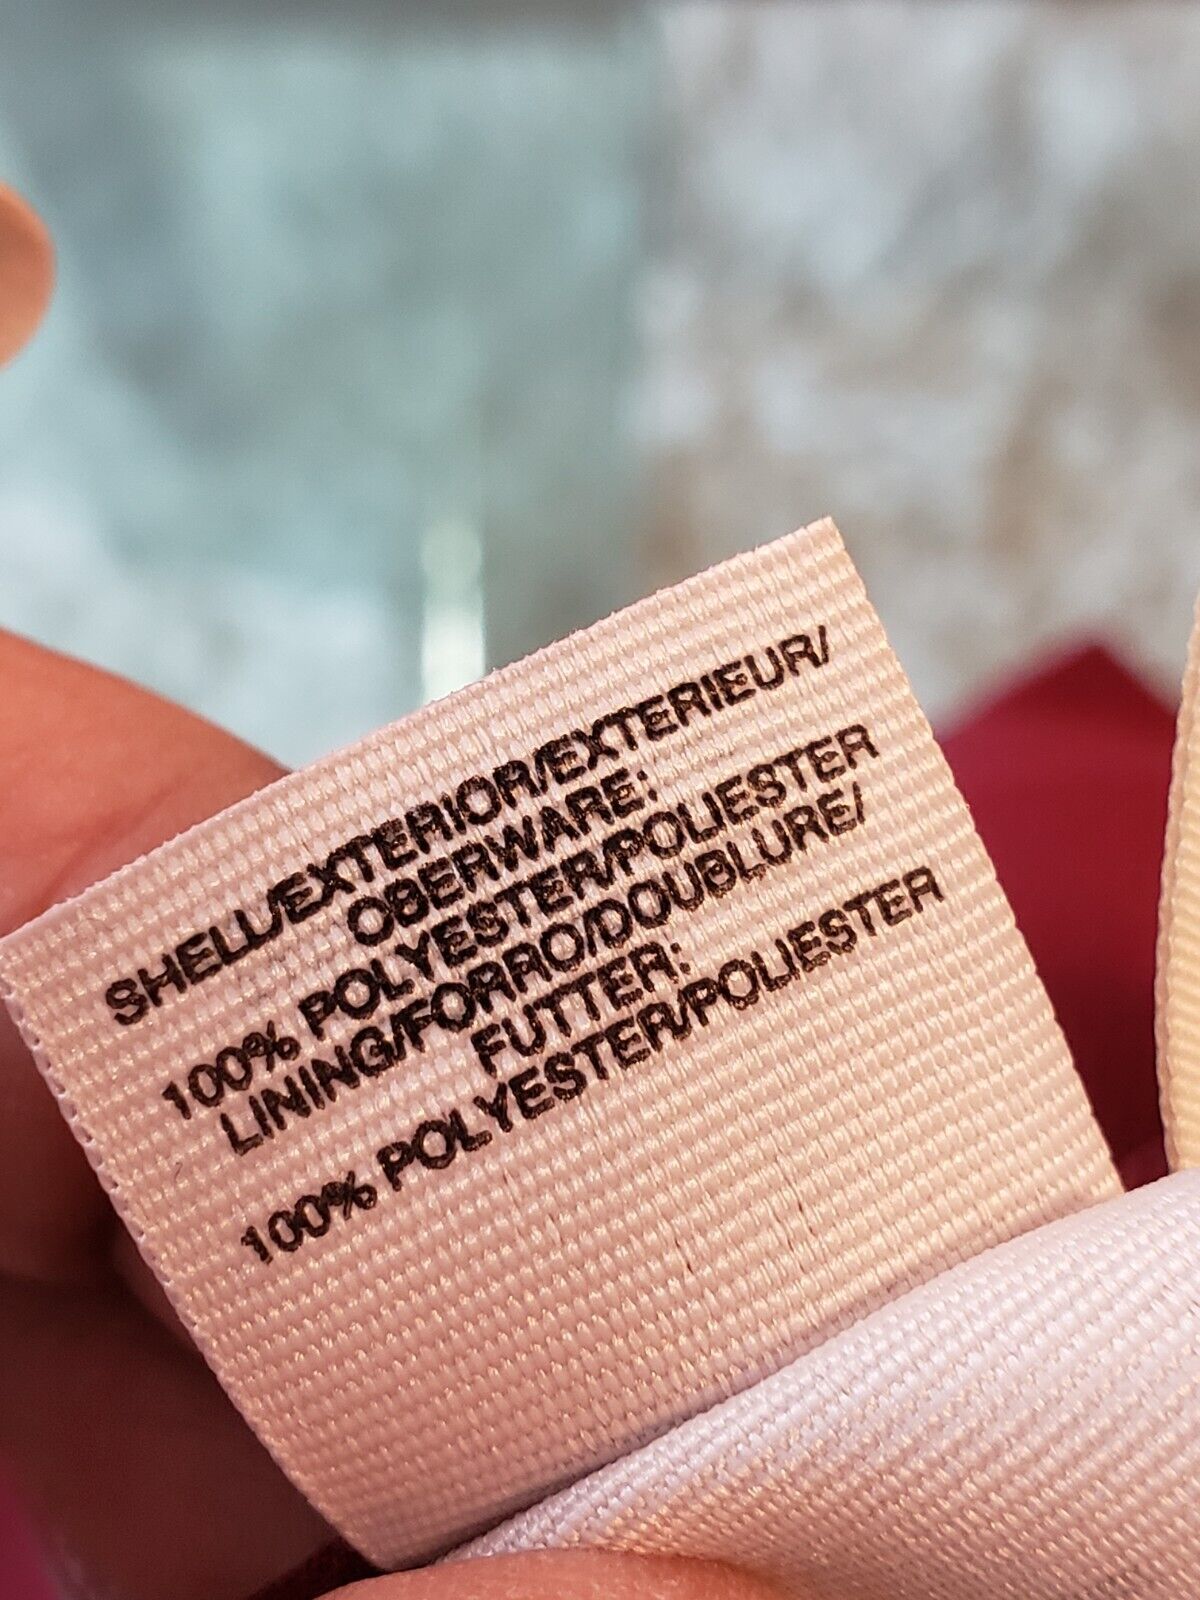 SHELL/EXTERIOR/EXTERIEUR/
OBERWARE:
100% POLYESTER/POLIESTER
LINING/FORRO/DOUBLURE/
FUTTER:
100% POLYESTER/POLIESTER